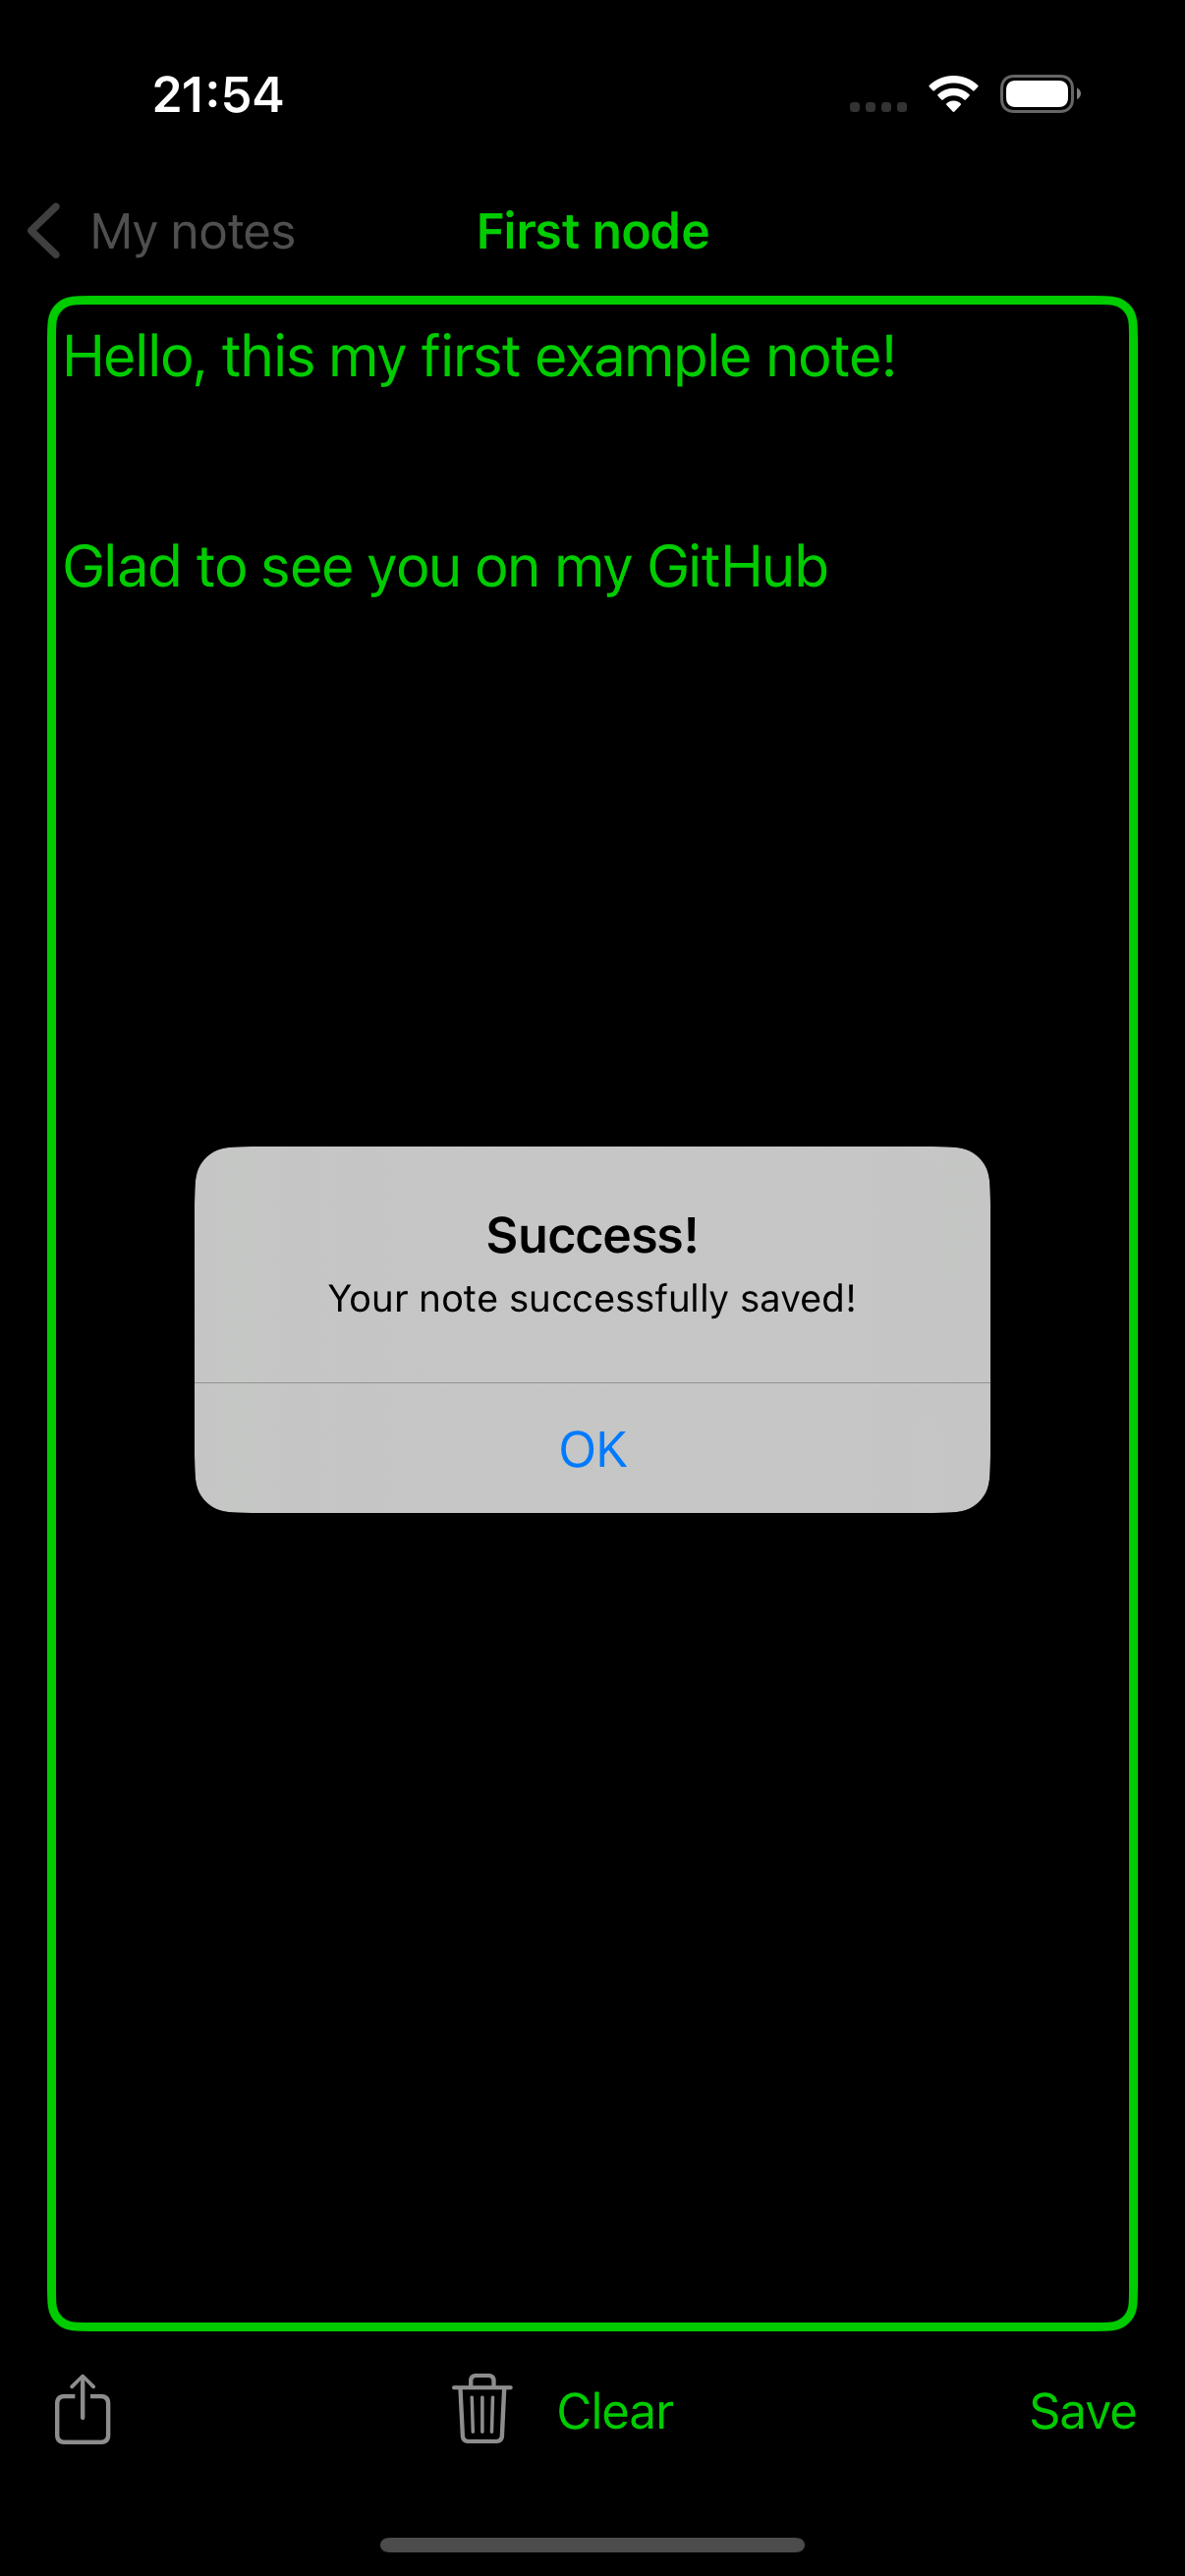 21:54
My notes
First node
Hello, this my first example note!
Glad to see you on my GitHub
Success!
Your note successfully saved!
OK
Clear
Save